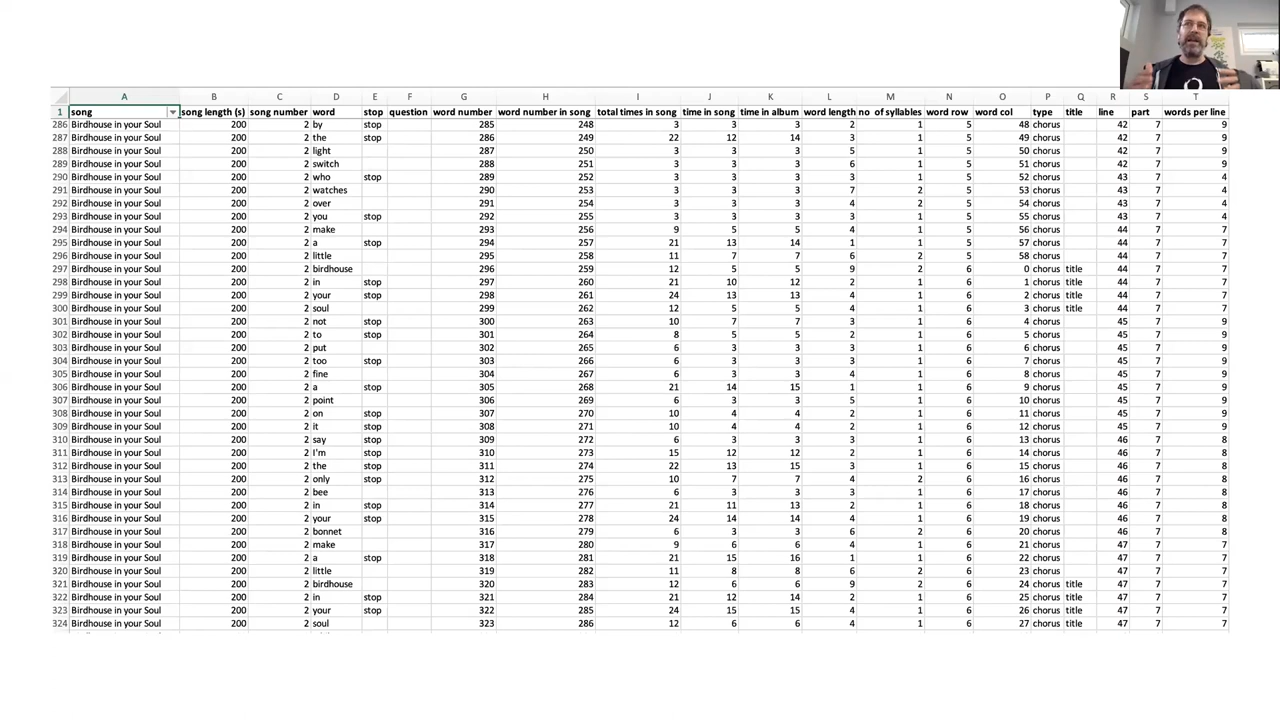 A B C D E F G H I J K L M N O P Q R S T
1 song song length (s) song number word stop question word number word number in song total times in song time in song time in album word length no of syllables word row word col type title line part words per line
286 Birdhouse in your Soul 200 2 by stop 285 248 3 3 3 2 1 5 48 chorus 42 7 9
287 Birdhouse in your Soul 200 2 the stop 286 249 22 12 14 3 1 5 49 chorus 42 7 9
288 Birdhouse in your Soul 200 2 light 287 250 3 3 3 5 1 5 50 chorus 42 7 9
289 Birdhouse in your Soul 200 2 switch 288 251 3 3 3 6 1 5 51 chorus 42 7 9
290 Birdhouse in your Soul 200 2 who stop 289 252 3 3 3 3 1 5 52 chorus 43 7 4
291 Birdhouse in your Soul 200 2 watches 290 253 3 3 3 7 2 5 53 chorus 43 7 4
292 Birdhouse in your Soul 200 2 over 291 254 3 3 3 4 2 5 54 chorus 43 7 4
293 Birdhouse in your Soul 200 2 you stop 292 255 3 3 3 3 1 5 55 chorus 43 7 4
294 Birdhouse in your Soul 200 2 make 293 256 9 5 5 4 1 5 56 chorus 44 7 7
295 Birdhouse in your Soul 200 2 a stop 294 257 21 13 14 1 1 5 57 chorus 44 7 7
296 Birdhouse in your Soul 200 2 little 295 258 11 7 7 6 2 5 58 chorus 44 7 7
297 Birdhouse in your Soul 200 2 birdhouse 296 259 12 5 5 9 2 6 0 chorus title 44 7 7
298 Birdhouse in your Soul 200 2 in stop 297 260 21 10 12 2 1 6 1 chorus title 44 7 7
299 Birdhouse in your Soul 200 2 your stop 298 261 24 13 13 4 1 6 2 chorus title 44 7 7
300 Birdhouse in your Soul 200 2 soul 299 262 12 5 5 4 1 6 3 chorus title 44 7 7
301 Birdhouse in your Soul 200 2 not stop 300 263 10 7 7 3 1 6 4 chorus 45 7 9
302 Birdhouse in your Soul 200 2 to stop 301 264 8 5 5 2 1 6 5 chorus 45 7 9
303 Birdhouse in your Soul 200 2 put 302 265 6 3 3 3 1 6 6 chorus 45 7 9
304 Birdhouse in your Soul 200 2 too stop 303 266 6 3 3 3 1 6 7 chorus 45 7 9
305 Birdhouse in your Soul 200 2 fine 304 267 6 3 3 4 1 6 8 chorus 45 7 9
306 Birdhouse in your Soul 200 2 a stop 305 268 21 14 15 1 1 6 9 chorus 45 7 9
307 Birdhouse in your Soul 200 2 point 306 269 6 3 3 5 1 6 10 chorus 45 7 9
308 Birdhouse in your Soul 200 2 on stop 307 270 10 4 4 2 1 6 11 chorus 45 7 9
309 Birdhouse in your Soul 200 2 it stop 308 271 10 4 4 2 1 6 12 chorus 45 7 9
310 Birdhouse in your Soul 200 2 say 309 272 6 3 3 3 1 6 13 chorus 46 7 8
311 Birdhouse in your Soul 200 2 I'm stop 310 273 15 12 12 2 1 6 14 chorus 46 7 8
312 Birdhouse in your Soul 200 2 the stop 311 274 22 13 15 3 1 6 15 chorus 46 7 8
313 Birdhouse in your Soul 200 2 only stop 312 275 10 7 7 4 2 6 16 chorus 46 7 8
314 Birdhouse in your Soul 200 2 bee 313 276 6 3 3 3 1 6 17 chorus 46 7 8
315 Birdhouse in your Soul 200 2 in stop 314 277 21 11 13 2 1 6 18 chorus 46 7 8
316 Birdhouse in your Soul 200 2 your stop 315 278 24 14 14 4 1 6 19 chorus 46 7 8
317 Birdhouse in your Soul 200 2 bonnet 316 279 6 3 3 6 2 6 20 chorus 46 7 8
318 Birdhouse in your Soul 200 2 make 317 280 9 6 6 4 1 6 21 chorus 47 7 7
319 Birdhouse in your Soul 200 2 a stop 318 281 21 15 16 1 1 6 22 chorus 47 7 7
320 Birdhouse in your Soul 200 2 little 319 282 11 8 8 6 2 6 23 chorus 47 7 7
321 Birdhouse in your Soul 200 2 birdhouse 320 283 12 6 6 9 2 6 24 chorus title 47 7 7
322 Birdhouse in your Soul 200 2 in stop 321 284 21 12 14 2 1 6 25 chorus title 47 7 7
323 Birdhouse in your Soul 200 2 your stop 322 285 24 15 15 4 1 6 26 chorus title 47 7 7
324 Birdhouse in your Soul 200 2 soul 323 286 12 6 6 4 1 6 27 chorus title 47 7 7